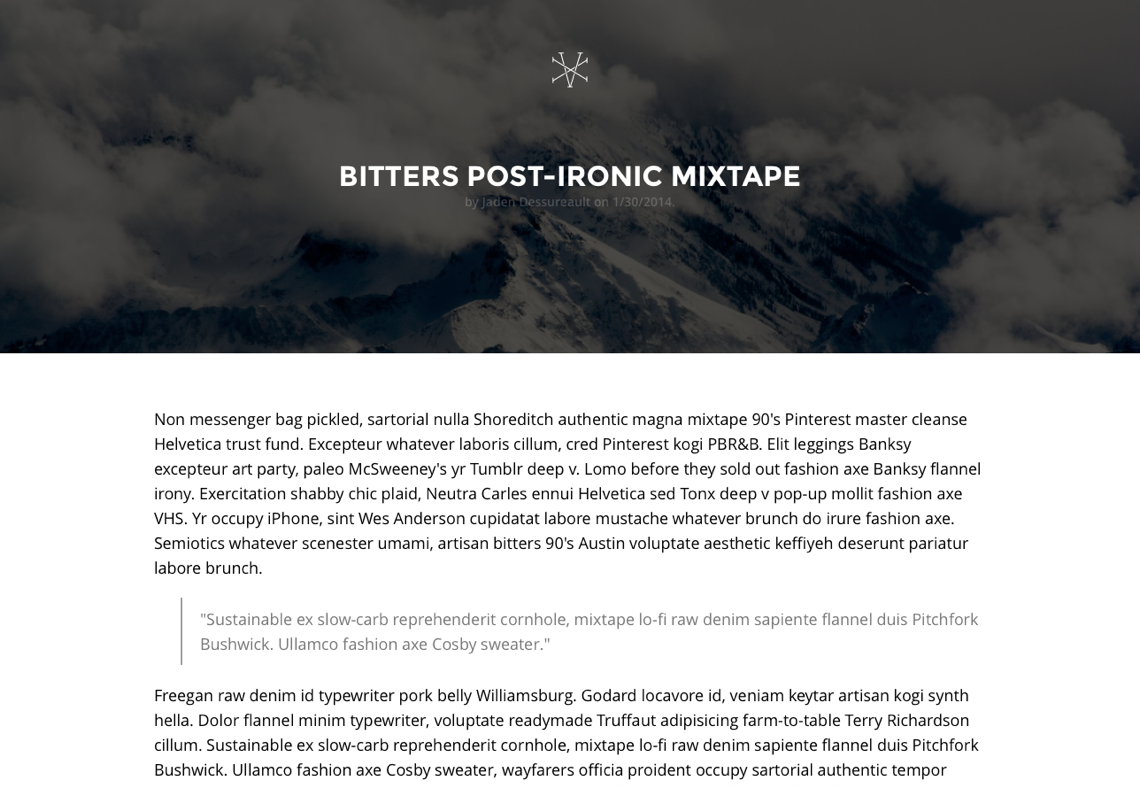 BITTERS POST-IRONIC MIXTAPE
by Jaden Dessureault on 1/30/2014.
Non messenger bag pickled, sartorial nulla Shoreditch authentic magna mixtape 90's Pinterest master cleanse
Helvetica trust fund. Excepteur whatever laboris cillum, cred Pinterest kogi PBR&B. Elit leggings Banksy
excepteur art party, paleo McSweeney's yr Tumblr deep v. Lomo before they sold out fashion axe Banksy flannel
irony. Exercitation shabby chic plaid, Neutra Carles ennui Helvetica sed Tonx deep v pop-up mollit fashion axe
VHS. Yr occupy iPhone, sint Wes Anderson cupidatat labore mustache whatever brunch do irure fashion axe.
Semiotics whatever scenester umami, artisan bitters 90's Austin voluptate aesthetic keffiyeh deserunt pariatur
labore brunch.
"Sustainable ex slow-carb reprehenderit cornhole, mixtape lo-fi raw denim sapiente flannel duis Pitchfork
Bushwick. Ullamco fashion axe Cosby sweater."
Freegan raw denim id typewriter pork belly Williamsburg. Godard locavore id, veniam keytar artisan kogi synth
hella. Dolor flannel minim typewriter, voluptate readymade Truffaut adipisicing farm-to-table Terry Richardson
cillum. Sustainable ex slow-carb reprehenderit cornhole, mixtape lo-fi raw denim sapiente flannel duis Pitchfork
Bushwick. Ullamco fashion axe Cosby sweater, wayfarers officia proident occupy sartorial authentic tempor